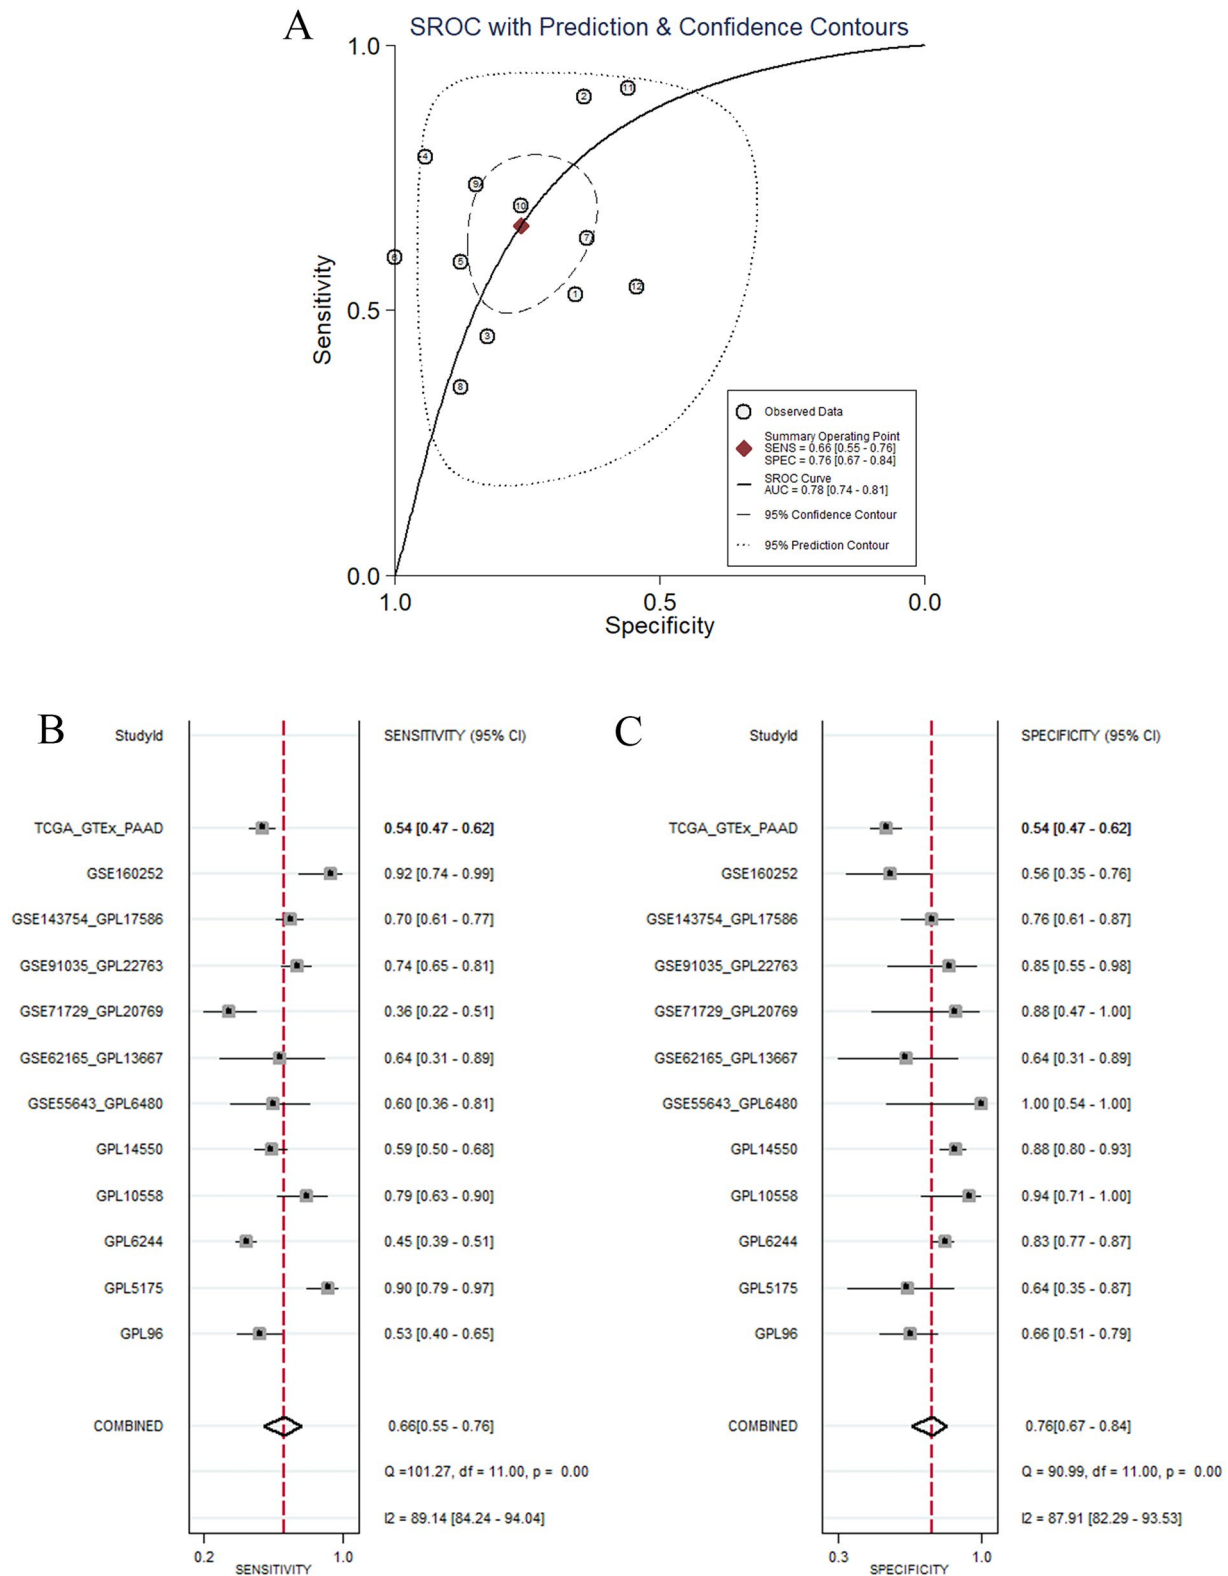 A
SROC with Prediction & Confidence Contours
1.0
0.5
0.0
Sensitivity
1.0
0.5
0.0
Specificity
11
2
4
9
10
7
6
5
12
1
3
8
Observed Data
Summary Operating Point
SENS = 0.66 [0.55 - 0.76]
SPEC = 0.76 [0.67 - 0.84]
SROC Curve
AUC = 0.78 [0.74 - 0.81]
95% Confidence Contour
95% Prediction Contour
B
StudyId SENSITIVITY (95% CI)
TCGA_GTEx_PAAD 0.54 [0.47 - 0.62]
GSE160252 0.92 [0.74 - 0.99]
GSE143754_GPL17586 0.70 [0.61 - 0.77]
GSE91035_GPL22763 0.74 [0.65 - 0.81]
GSE71729_GPL20769 0.36 [0.22 - 0.51]
GSE62165_GPL13667 0.64 [0.31 - 0.89]
GSE55643_GPL6480 0.60 [0.36 - 0.81]
GPL14550 0.59 [0.50 - 0.68]
GPL10558 0.79 [0.63 - 0.90]
GPL6244 0.45 [0.39 - 0.51]
GPL5175 0.90 [0.79 - 0.97]
GPL96 0.53 [0.40 - 0.65]
COMBINED 0.66[0.55 - 0.76]
Q =101.27, df = 11.00, p = 0.00
I2 = 89.14 [84.24 - 94.04]
0.2 1.0
SENSITIVITY
C
StudyId SPECIFICITY (95% CI)
TCGA_GTEx_PAAD 0.54 [0.47 - 0.62]
GSE160252 0.56 [0.35 - 0.76]
GSE143754_GPL17586 0.76 [0.61 - 0.87]
GSE91035_GPL22763 0.85 [0.55 - 0.98]
GSE71729_GPL20769 0.88 [0.47 - 1.00]
GSE62165_GPL13667 0.64 [0.31 - 0.89]
GSE55643_GPL6480 1.00 [0.54 - 1.00]
GPL14550 0.88 [0.80 - 0.93]
GPL10558 0.94 [0.71 - 1.00]
GPL6244 0.83 [0.77 - 0.87]
GPL5175 0.64 [0.35 - 0.87]
GPL96 0.66 [0.51 - 0.79]
COMBINED 0.76[0.67 - 0.84]
Q = 90.99, df = 11.00, p = 0.00
I2 = 87.91 [82.29 - 93.53]
0.3 1.0
SPECIFICITY